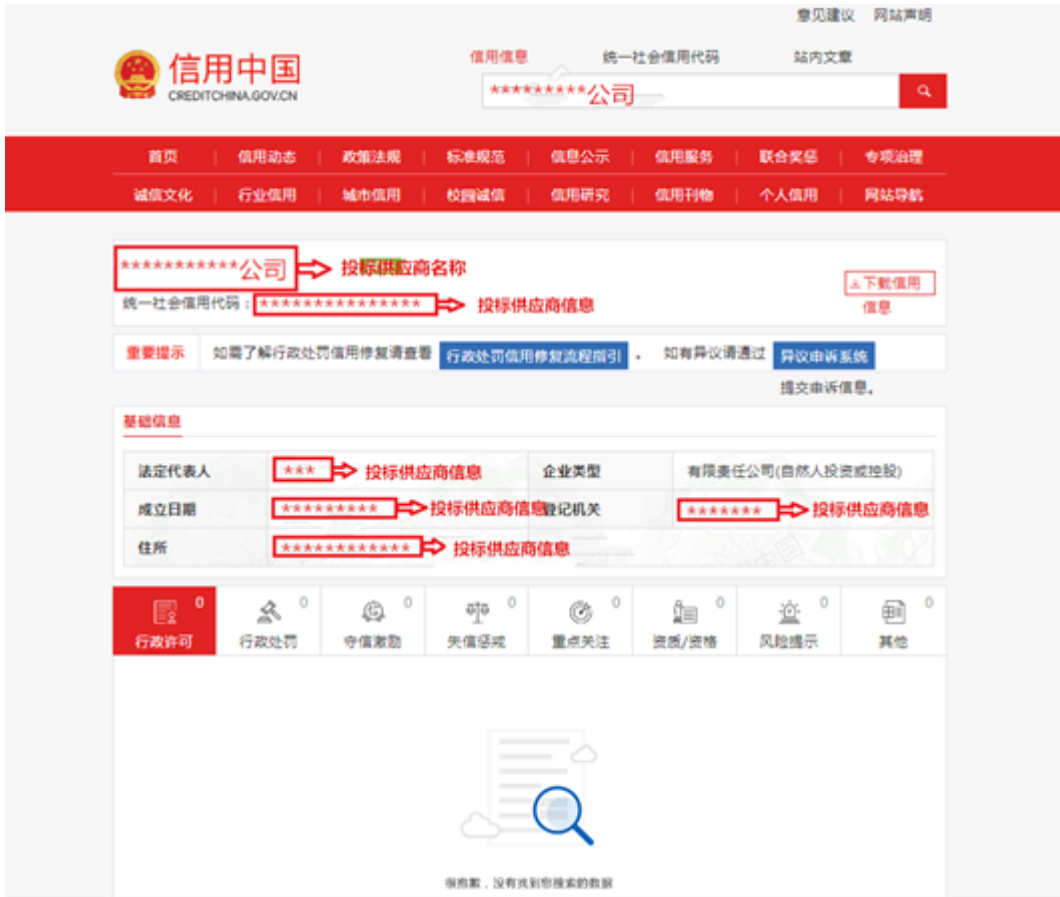 意见建议 网站声明
信用中国
CREDITCHINA.GOV.CN
信用信息 统一社会信用代码 站内文章
*********公司
首页 信用动态 政策法规 标准规范 信息公示 信用服务 联合奖惩 专项治理
诚信文化 行业信用 城市信用 校园诚信 信用研究 信用刊物 个人信用 网站导航
***********公司 投标供应商名称
下载信用
信息
统一社会信用代码:*************** 投标供应商信息
重要提示 如需了解行政处罚信用修复请查看 行政处罚信用修复流程指引 。 如有异议请通过 异议申诉系统
提交申诉信息。
基础信息
法定代表人 *** 投标供应商信息 企业类型 有限责任公司(自然人投资或控股)
成立日期 ********* 投标供应商信息 登记机关 ******* 投标供应商信息
住所 ************ 投标供应商信息
0 0 0 0 0 0 0 0
行政许可 行政处罚 守信激励 失信惩戒 重点关注 资质/资格 风险提示 其他
很抱歉,没有找到您搜索的数据